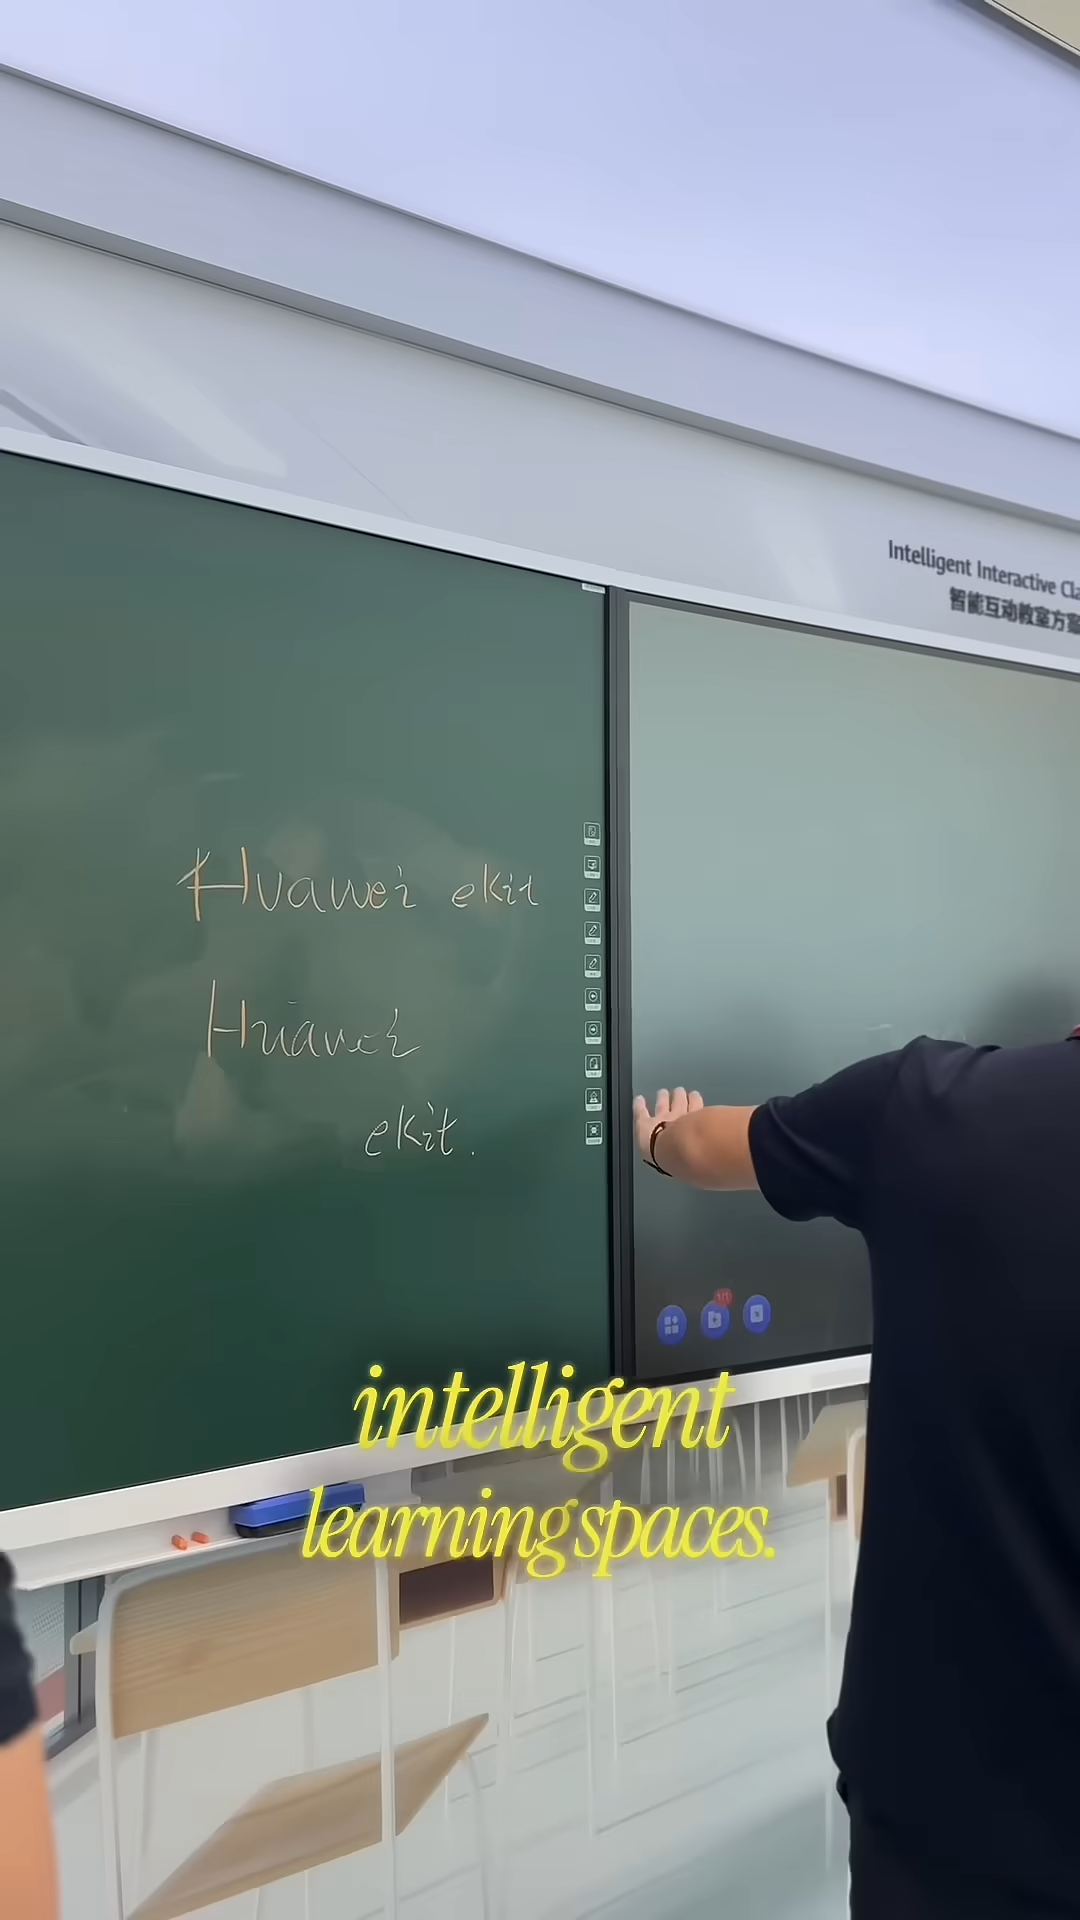 Intelligent Interactive Cla
智能互动教室方案
Huawei ekit
Huawei
ekit.
intelligent
learning spaces.